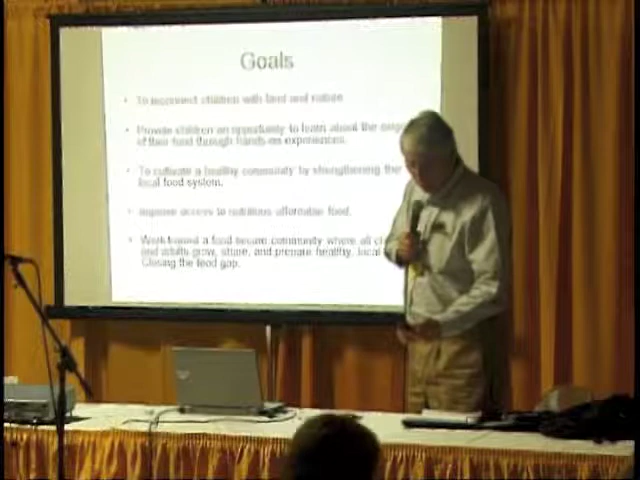 Goals
• To reconnect children with land and nature
• Provide children an opportunity to learn about the
of their food through hands-on experiences.
• To cultivate a healthy community by strengthening the
local food system.
• Improve access to nutritious affordable food.
• Work toward a food secure community where all
and adults grow, share, and prepare healthy, local
Closing the food gap.